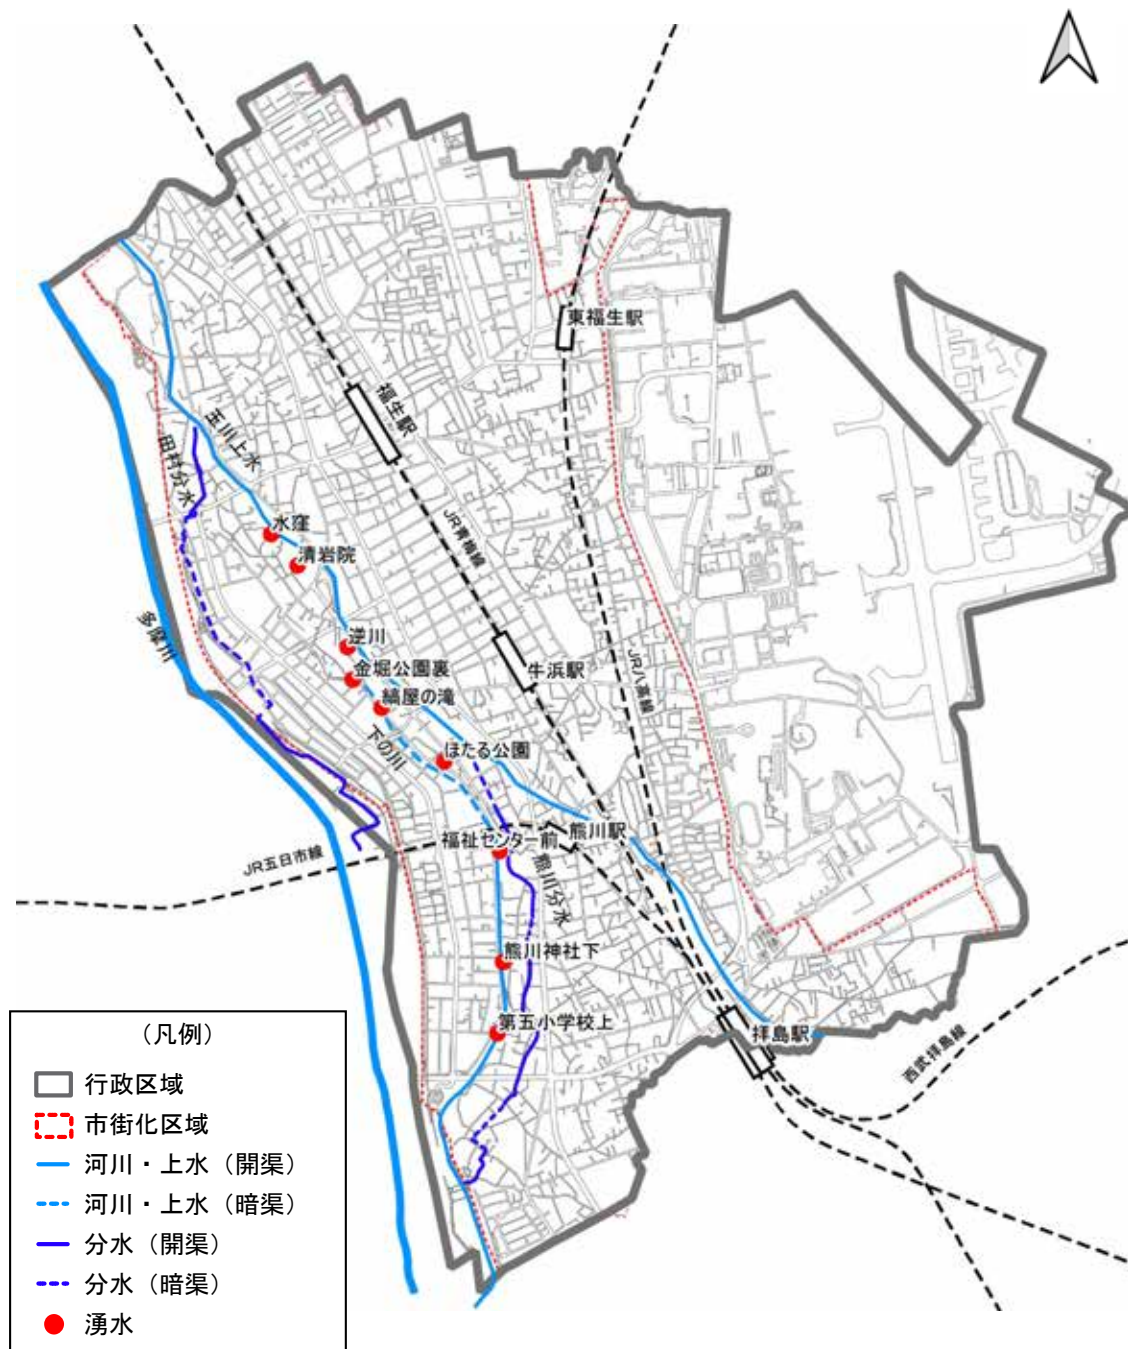 東福生駅
福生駅
玉川上水
田村分水
水窪
清岩院
JR青梅線
多摩川
逆川
金堀公園裏
縞屋の滝
牛浜駅
JR八高線
下の川
ほたる公園
福祉センター前
熊川駅
JR五日市線
熊川分水
熊川神社下
第五小学校上
拝島駅
西武拝島線
(凡例)
行政区域
市街化区域
河川・上水(開渠)
河川・上水(暗渠)
分水(開渠)
分水(暗渠)
湧水